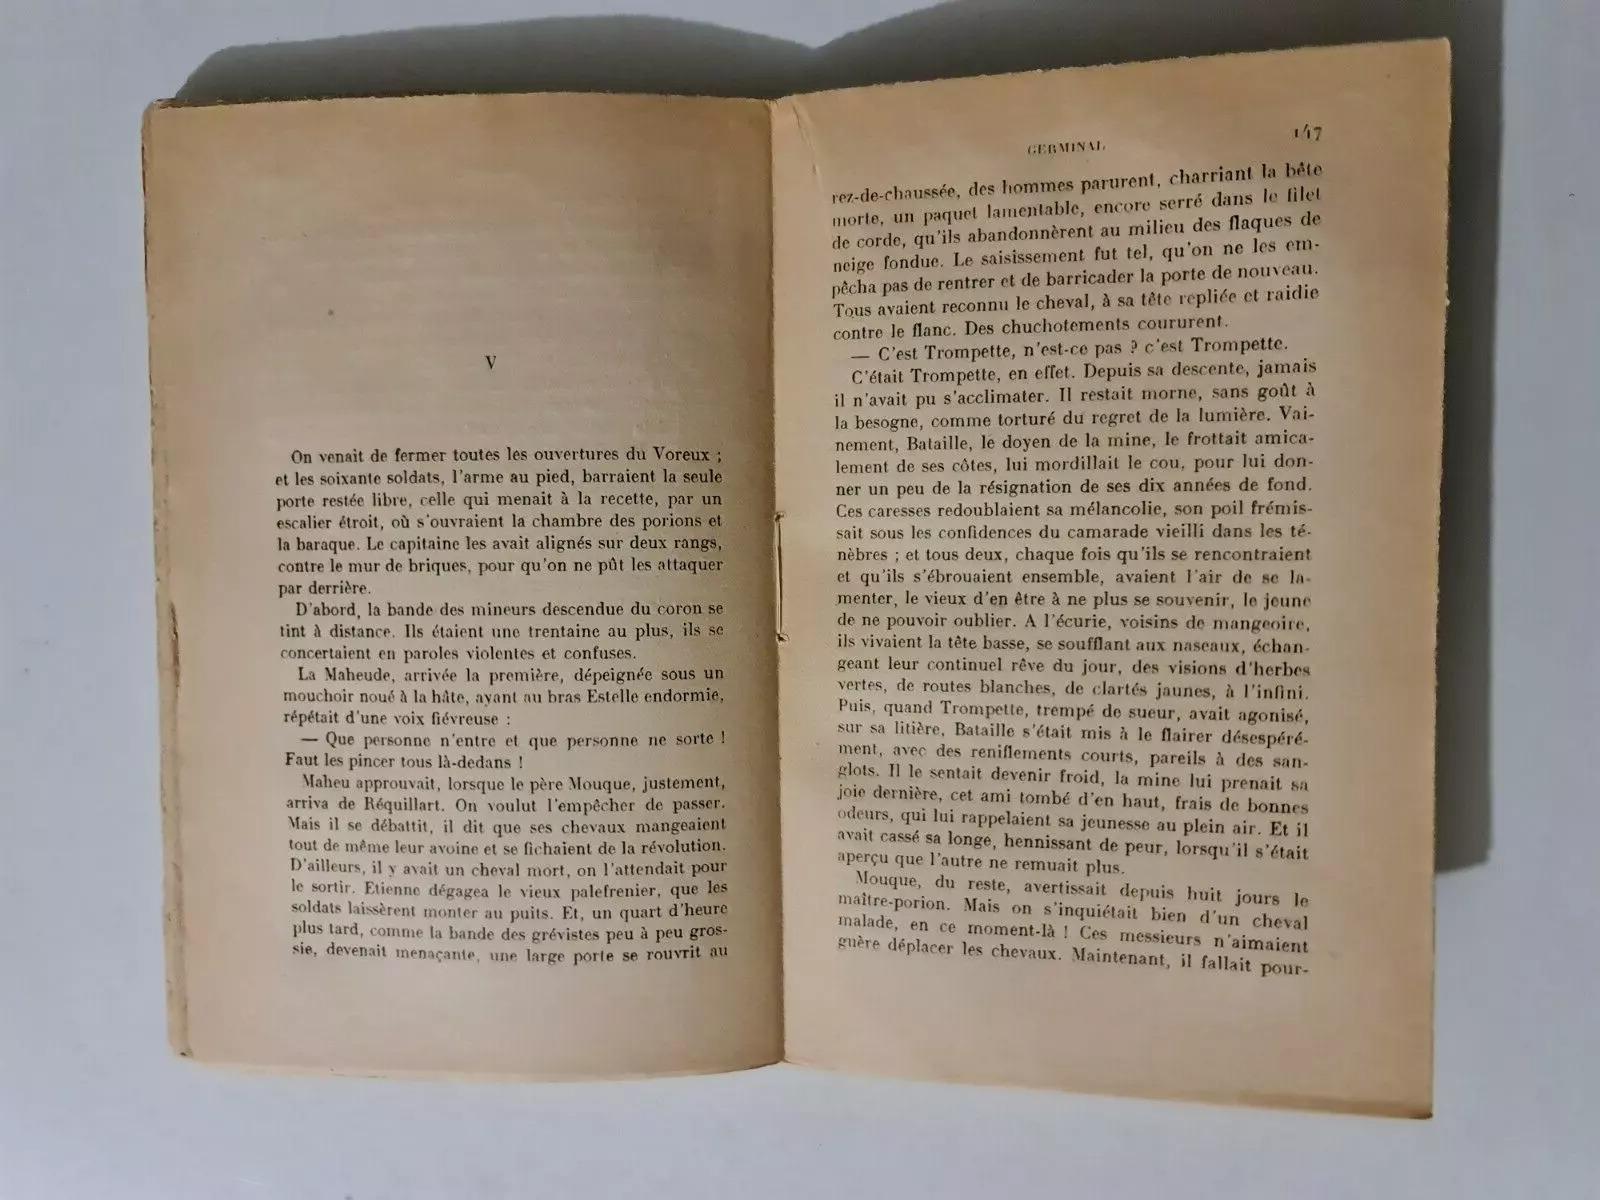 V
On venait de fermer toutes les ouvertures du Voreux ;
et les soixante soldats, l'arme au pied, barraient la seule
porte restée libre, celle qui menait à la recette, par un
escalier étroit, où s'ouvraient la chambre des porions et
la baraque. Le capitaine les avait alignés sur deux rangs,
contre le mur de briques, pour qu'on ne pût les attaquer
par derrière.
D'abord, la bande des mineurs descendue du coron se
tint à distance. Ils étaient une trentaine au plus, ils se
concertaient en paroles violentes et confuses.
La Maheude, arrivée la première, dépeignée sous un
mouchoir noué à la hâte, ayant au bras Estelle endormie,
répétait d'une voix fiévreuse :
— Que personne n'entre et que personne ne sorte !
Faut les pincer tous là-dedans !
Maheu approuvait, lorsque le père Mouque, justement,
arriva de Réquillart. On voulut l'empêcher de passer.
Mais il se débattit, il dit que ses chevaux mangeaient
tout de même leur avoine et se fichaient de la révolution.
D'ailleurs, il y avait un cheval mort, on l'attendait pour
le sortir. Etienne dégagea le vieux palefrenier, que les
soldats laissèrent monter au puits. Et, un quart d'heure
plus tard, comme la bande des grévistes peu à peu gros-
sie, devenait menaçante, une large porte se rouvrit au
GERMINAL 147
rez-de-chaussée, des hommes parurent, charriant la bête
morte, un paquet lamentable, encore serré dans le filet
de corde, qu'ils abandonnèrent au milieu des flaques de
neige fondue. Le saisissement fut tel, qu'on ne les em-
pêcha pas de rentrer et de barricader la porte de nouveau.
Tous avaient reconnu le cheval, à sa tête repliée et raidie
contre le flanc. Des chuchotements coururent.
— C'est Trompette, n'est-ce pas ? c'est Trompette.
C'était Trompette, en effet. Depuis sa descente, jamais
il n'avait pu s'acclimater. Il restait morne, sans goût à
la besogne, comme torturé du regret de la lumière. Vai-
nement, Bataille, le doyen de la mine, le frottait amica-
lement de ses côtes, lui mordillait le cou, pour lui don-
ner un peu de la résignation de ses dix années de fond.
Ces caresses redoublaient sa mélancolie, son poil frémis-
sait sous les confidences du camarade vieilli dans les té-
nèbres ; et tous deux, chaque fois qu'ils se rencontraient
et qu'ils s'ébrouaient ensemble, avaient l'air de se la-
menter, le vieux d'en être à ne plus se souvenir, le jeune
de ne pouvoir oublier. A l'écurie, voisins de mangeoire,
ils vivaient la tête basse, se soufflant aux naseaux, échan-
geant leur continuel rêve du jour, des visions d'herbes
vertes, de routes blanches, de clartés jaunes, à l'infini.
Puis, quand Trompette, trempé de sueur, avait agonisé,
sur sa litière, Bataille s'était mis à le flairer désespéré-
ment, avec des reniflements courts, pareils à des san-
glots. Il le sentait devenir froid, la mine lui prenait sa
joie dernière, cet ami tombé d'en haut, frais de bonnes
odeurs, qui lui rappelaient sa jeunesse au plein air. Et il
avait cassé sa longe, hennissant de peur, lorsqu'il s'était
aperçu que l'autre ne remuait plus.
Mouque, du reste, avertissait depuis huit jours le
maître-porion. Mais on s'inquiétait bien d'un cheval
malade, en ce moment-là ! Ces messieurs n'aimaient
guère déplacer les chevaux. Maintenant, il fallait pour-